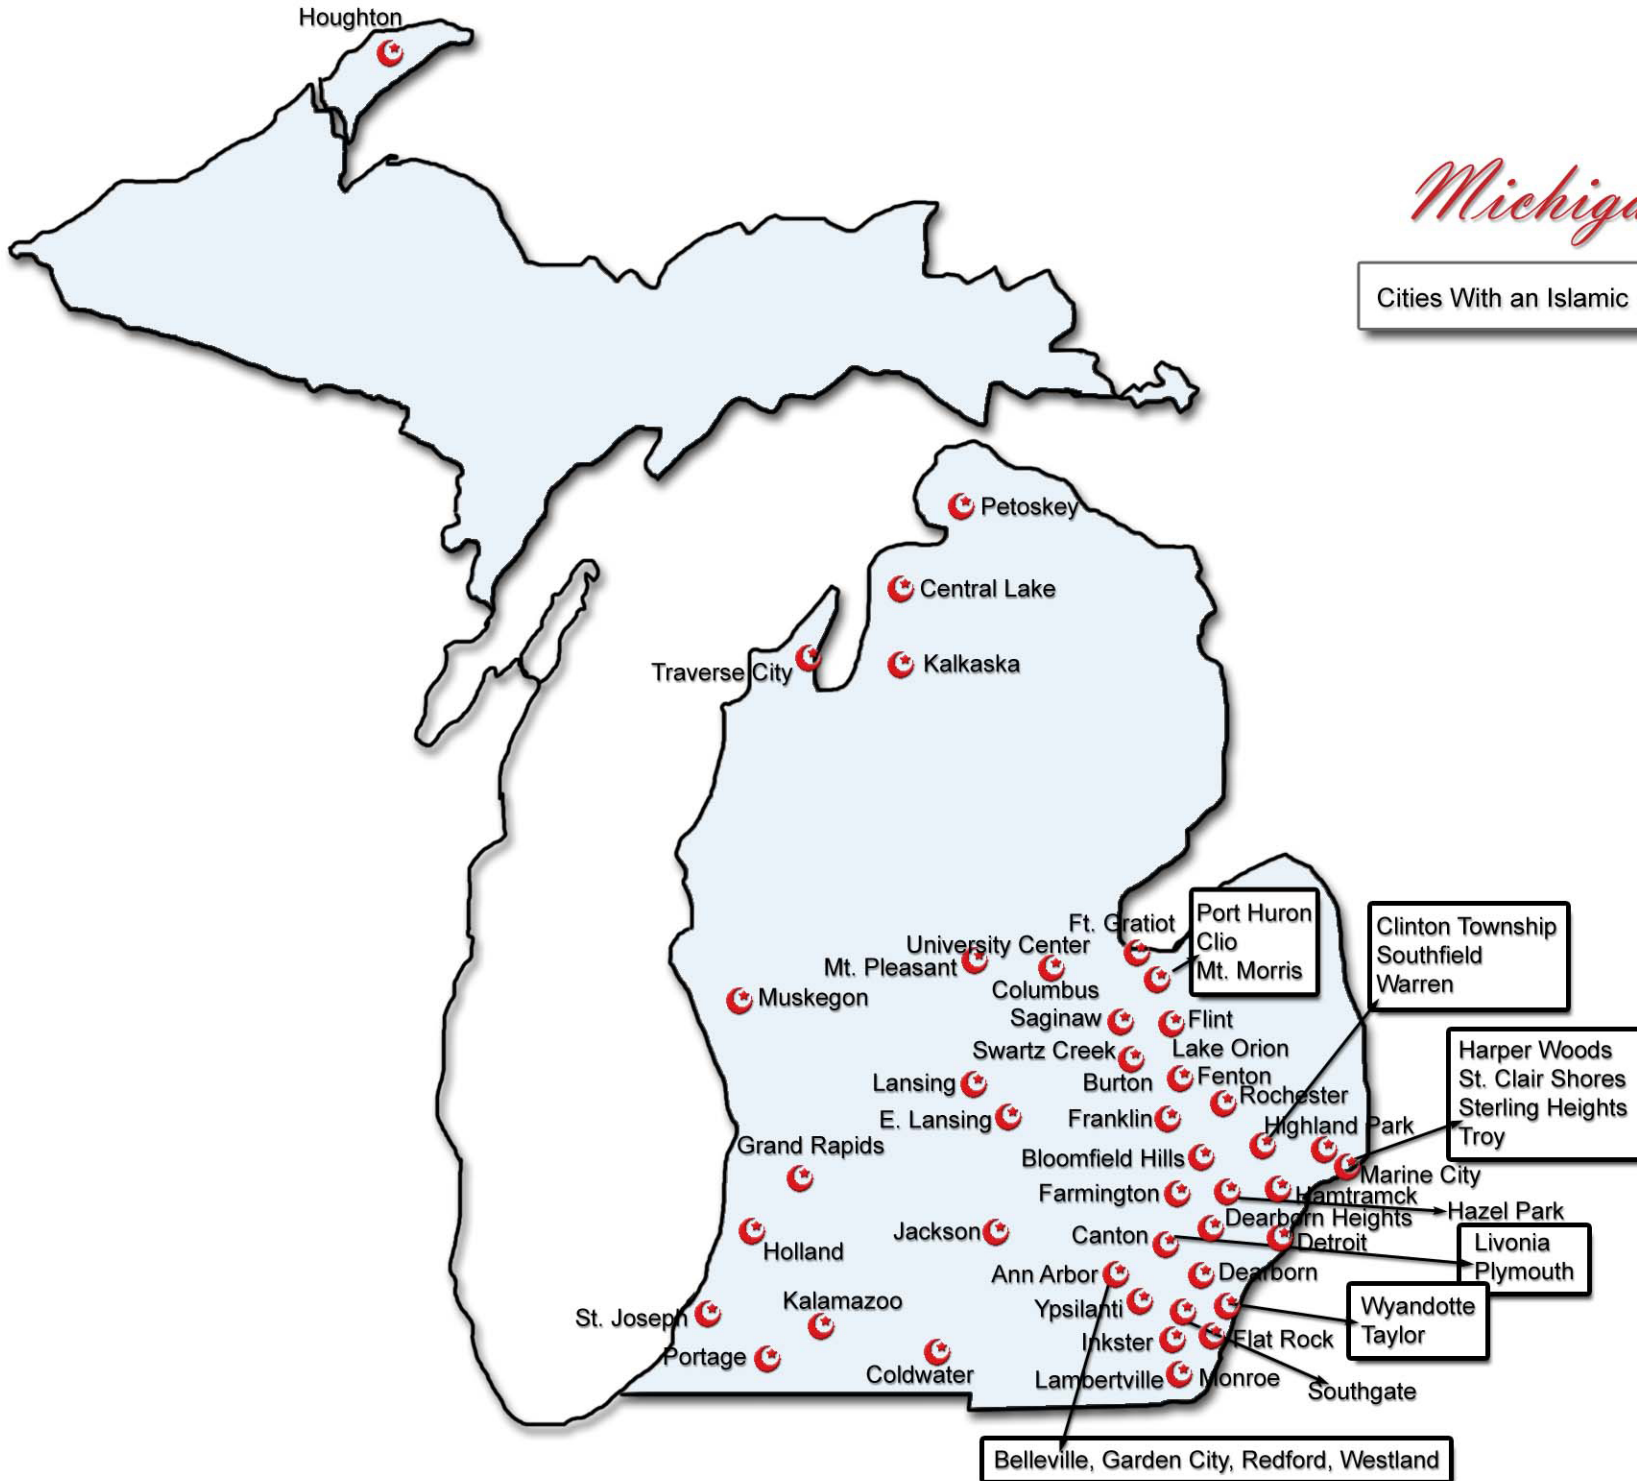 Houghton
Michiga
Cities With an Islamic
Petoskey
Central Lake
Traverse City
Kalkaska
Ft. Gratiot
Port Huron
Clio
Mt. Morris
Clinton Township
Southfield
Warren
University Center
Mt. Pleasant
Columbus
Muskegon
Saginaw
Flint
Swartz Creek
Lake Orion
Harper Woods
St. Clair Shores
Sterling Heights
Troy
Lansing
Burton
Fenton
Rochester
E. Lansing
Franklin
Highland Park
Grand Rapids
Bloomfield Hills
Marine City
Farmington
Hamtramck
Hazel Park
Holland
Jackson
Canton
Dearborn Heights
Detroit
Livonia
Plymouth
Ann Arbor
Dearborn
St. Joseph
Kalamazoo
Ypsilanti
Wyandotte
Taylor
Inkster
Flat Rock
Portage
Coldwater
Lambertville
Monroe
Southgate
Belleville, Garden City, Redford, Westland